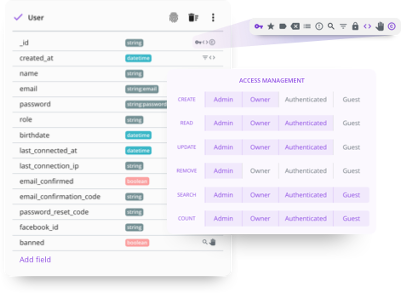 User
_id string
created_at datetime
name string
email string:email
password string:password
role string
birthdate datetime
last_connected_at datetime
last_connection_ip string
email_confirmed boolean
email_confirmation_code string
password_reset_code string
facebook_id string
banned boolean
Add field
ACCESS MANAGEMENT
CREATE Admin Owner Authenticated Guest
READ Admin Owner Authenticated Guest
UPDATE Admin Owner Authenticated Guest
REMOVE Admin Owner Authenticated Guest
SEARCH Admin Owner Authenticated Guest
COUNT Admin Owner Authenticated Guest